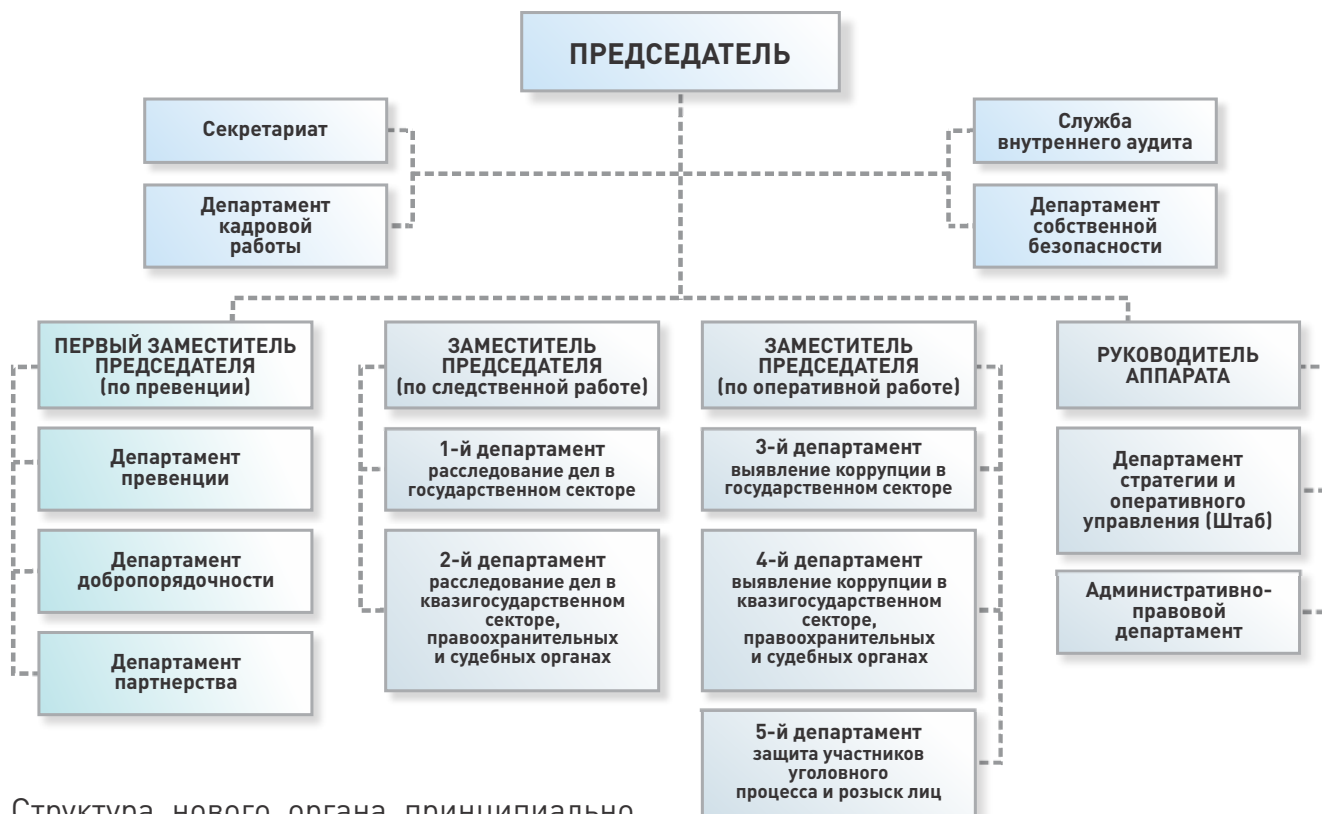 ПРЕДСЕДАТЕЛЬ
Секретариат
Служба
внутреннего аудита
Департамент
кадровой
работы
Департамент
собственной
безопасности
ПЕРВЫЙ ЗАМЕСТИТЕЛЬ
ПРЕДСЕДАТЕЛЯ
(по превенции)
Департамент
превенции
Департамент
добропорядочности
Департамент
партнерства
ЗАМЕСТИТЕЛЬ
ПРЕДСЕДАТЕЛЯ
(по следственной работе)
1-й департамент
расследование дел в
государственном секторе
2-й департамент
расследование дел в
квазигосударственном
секторе,
правоохранительных
и судебных органах
ЗАМЕСТИТЕЛЬ
ПРЕДСЕДАТЕЛЯ
(по оперативной работе)
3-й департамент
выявление коррупции в
государственном секторе
4-й департамент
выявление коррупции в
квазигосударственном
секторе,
правоохранительных
и судебных органах
5-й департамент
защита участников
уголовного
процесса и розыск лиц
РУКОВОДИТЕЛЬ
АППАРАТА
Департамент
стратегии и
оперативного
управления (Штаб)
Административно-
правовой
департамент
Структура нового органа принципиально